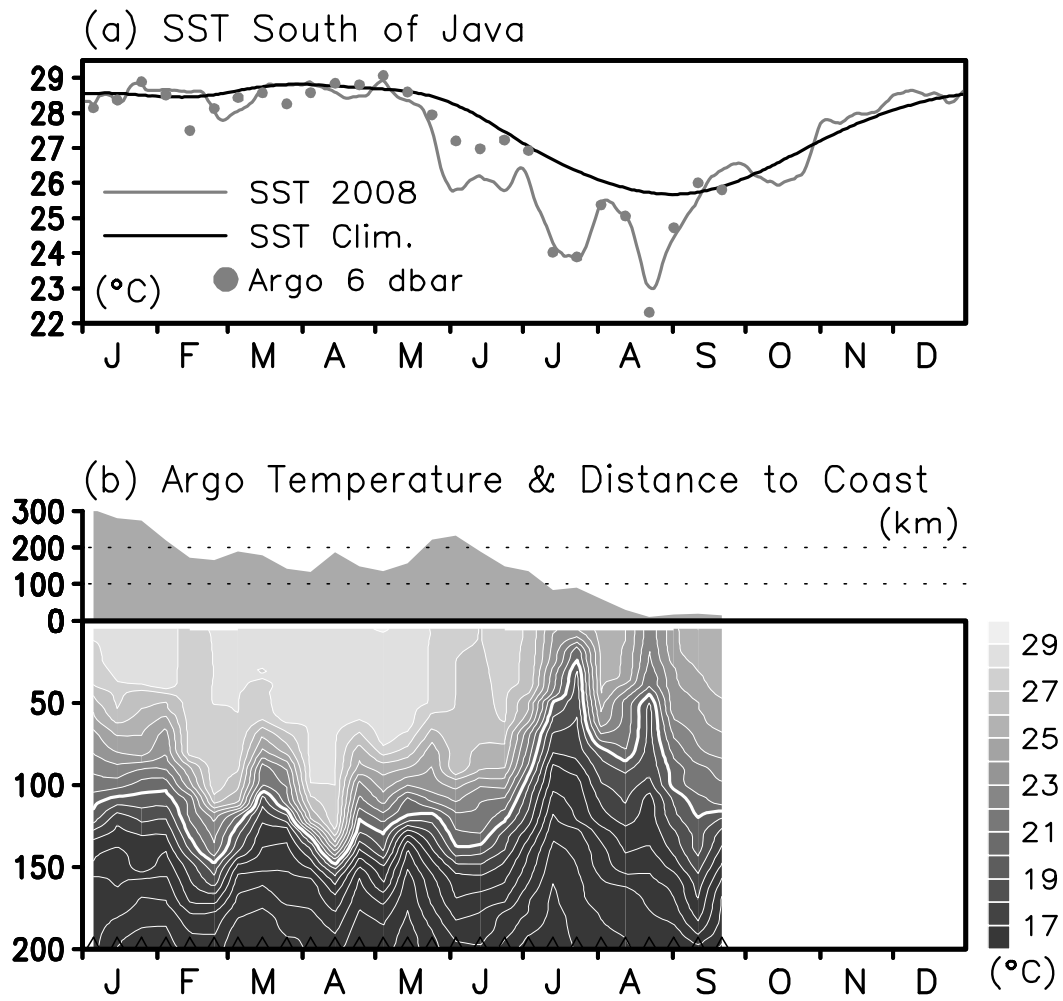 (a) SST South of Java
29
28
27
26
25
24
23
22
SST 2008
SST Clim.
Argo 6 dbar
(°C)
J F M A M J J A S O N D
(b) Argo Temperature & Distance to Coast
(km)
300
200
100
0
50
100
150
200
J F M A M J J A S O N D
29
27
25
23
21
19
17
(°C)